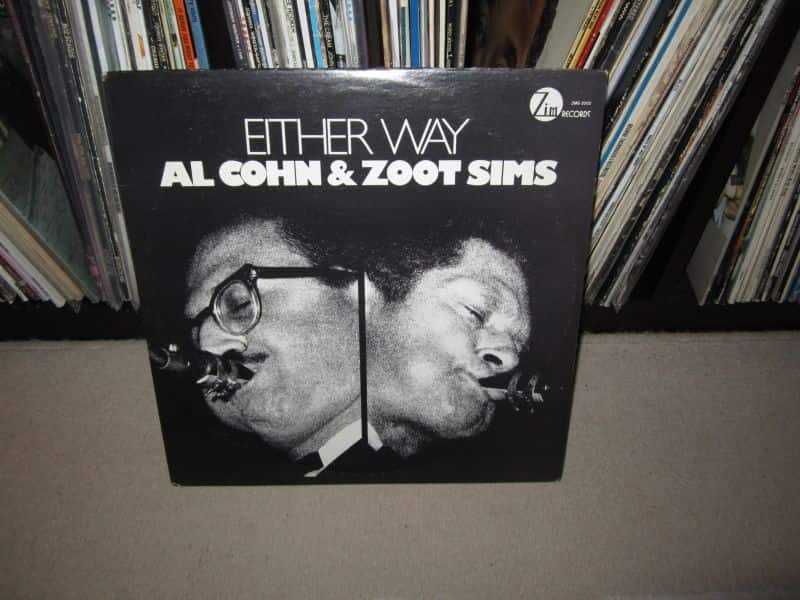 Zim
RECORDS
EITHER WAY
AL COHN & ZOOT SIMS